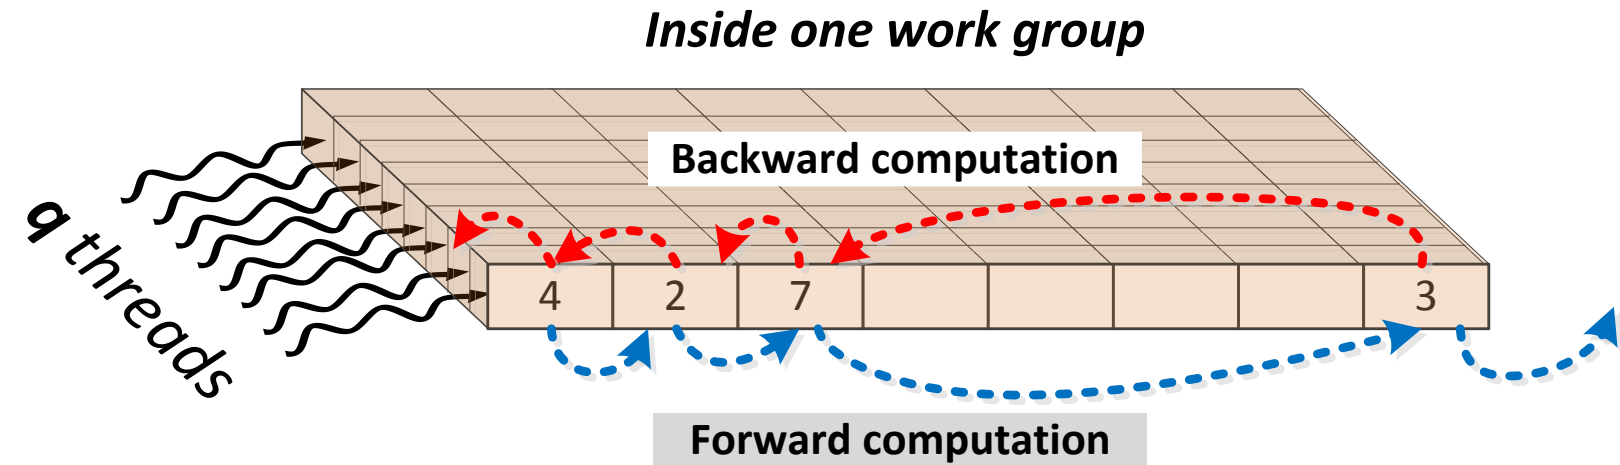 Inside one work group
Backward computation
q threads
4 2 7 3
Forward computation